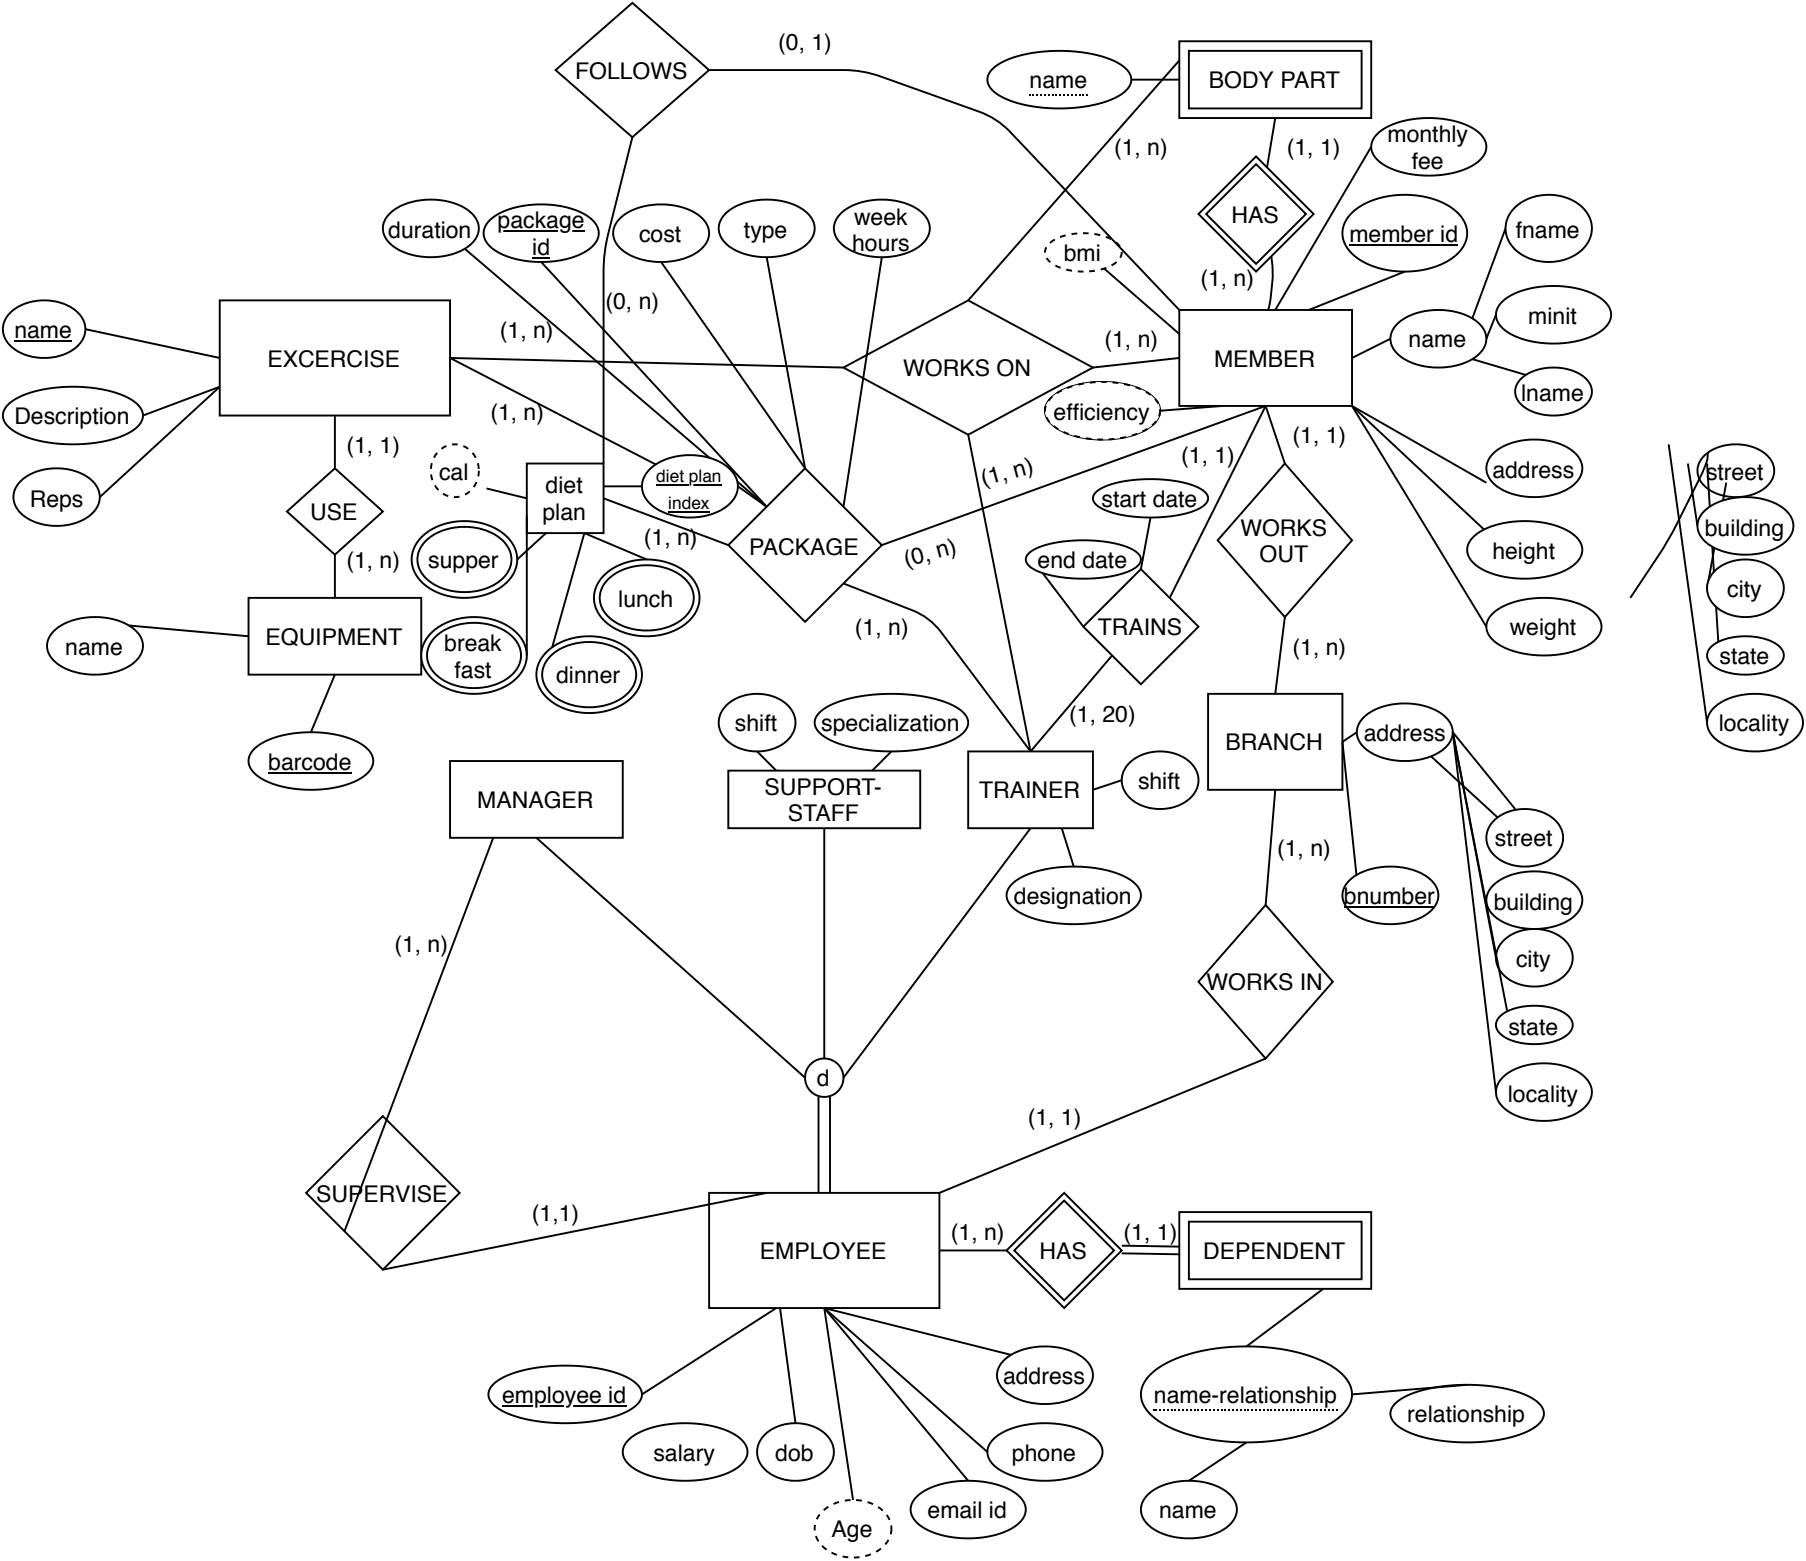 (0, 1)
FOLLOWS
name
BODY PART
monthly
fee
(1, n)
(1, 1)
duration
package
id
cost
type
week
hours
HAS
member id
fname
bmi
(1, n)
(0, n)
minit
name
EXCERCISE
(1, n)
WORKS ON
(1, n)
MEMBER
name
lname
Description
(1, n)
efficiency
(1, 1)
(1, 1)
(1, 1)
cal
diet
plan
diet plan
index
(1, n)
address
street
Reps
USE
start date
WORKS
OUT
building
(1, n)
PACKAGE
(0, n)
height
(1, n)
supper
end date
city
lunch
EQUIPMENT
name
break
fast
dinner
(1, n)
TRAINS
weight
(1, n)
state
shift
specialization
(1, 20)
BRANCH
address
locality
barcode
MANAGER
SUPPORT-
STAFF
TRAINER
shift
street
(1, n)
designation
bnumber
building
(1, n)
city
WORKS IN
state
d
locality
(1, 1)
SUPERVISE
(1,1)
EMPLOYEE
(1, n)
HAS
(1, 1)
DEPENDENT
employee id
address
name-relationship
relationship
salary
dob
phone
Age
email id
name